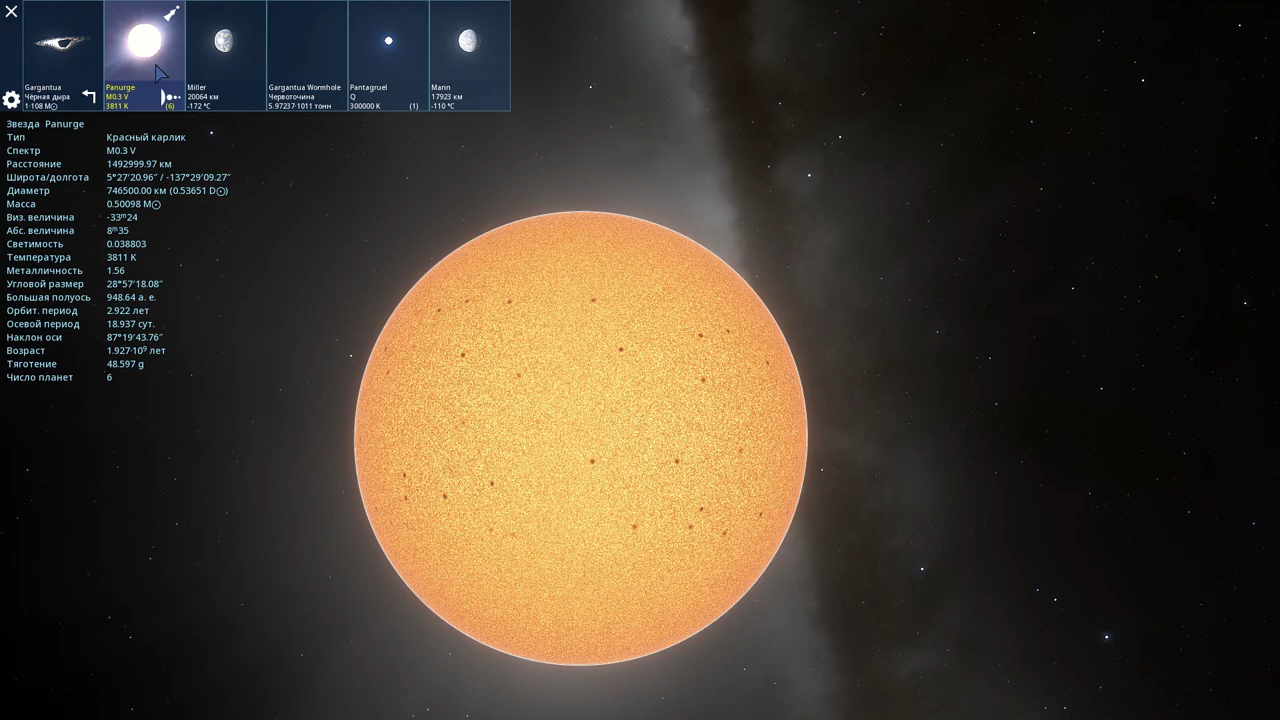 Gargantua
Чёрная дыра
1·108 M☉
Panurge
M0.3 V
3811 K (6)
Miller
20064 км
-172 °C
Gargantua Wormhole
Червоточина
5.97237·1011 тонн
Pantagruel
Q
300000 K (1)
Mann
17923 км
-110 °C
Звезда Panurge
Тип Красный карлик
Спектр M0.3 V
Расстояние 1492999.97 км
Широта/долгота 5°27′20.96″ / -137°29′09.27″
Диаметр 746500.00 км (0.53651 D☉)
Масса 0.50098 M☉
Виз. величина -33ᵐ24
Абс. величина 8ᵐ35
Светимость 0.038803
Температура 3811 K
Металличность 1.56
Угловой размер 28°57′18.08″
Большая полуось 948.64 а. е.
Орбит. период 2.922 лет
Осевой период 18.937 сут.
Наклон оси 87°19′43.76″
Возраст 1.927·10⁹ лет
Тяготение 48.597 g
Число планет 6